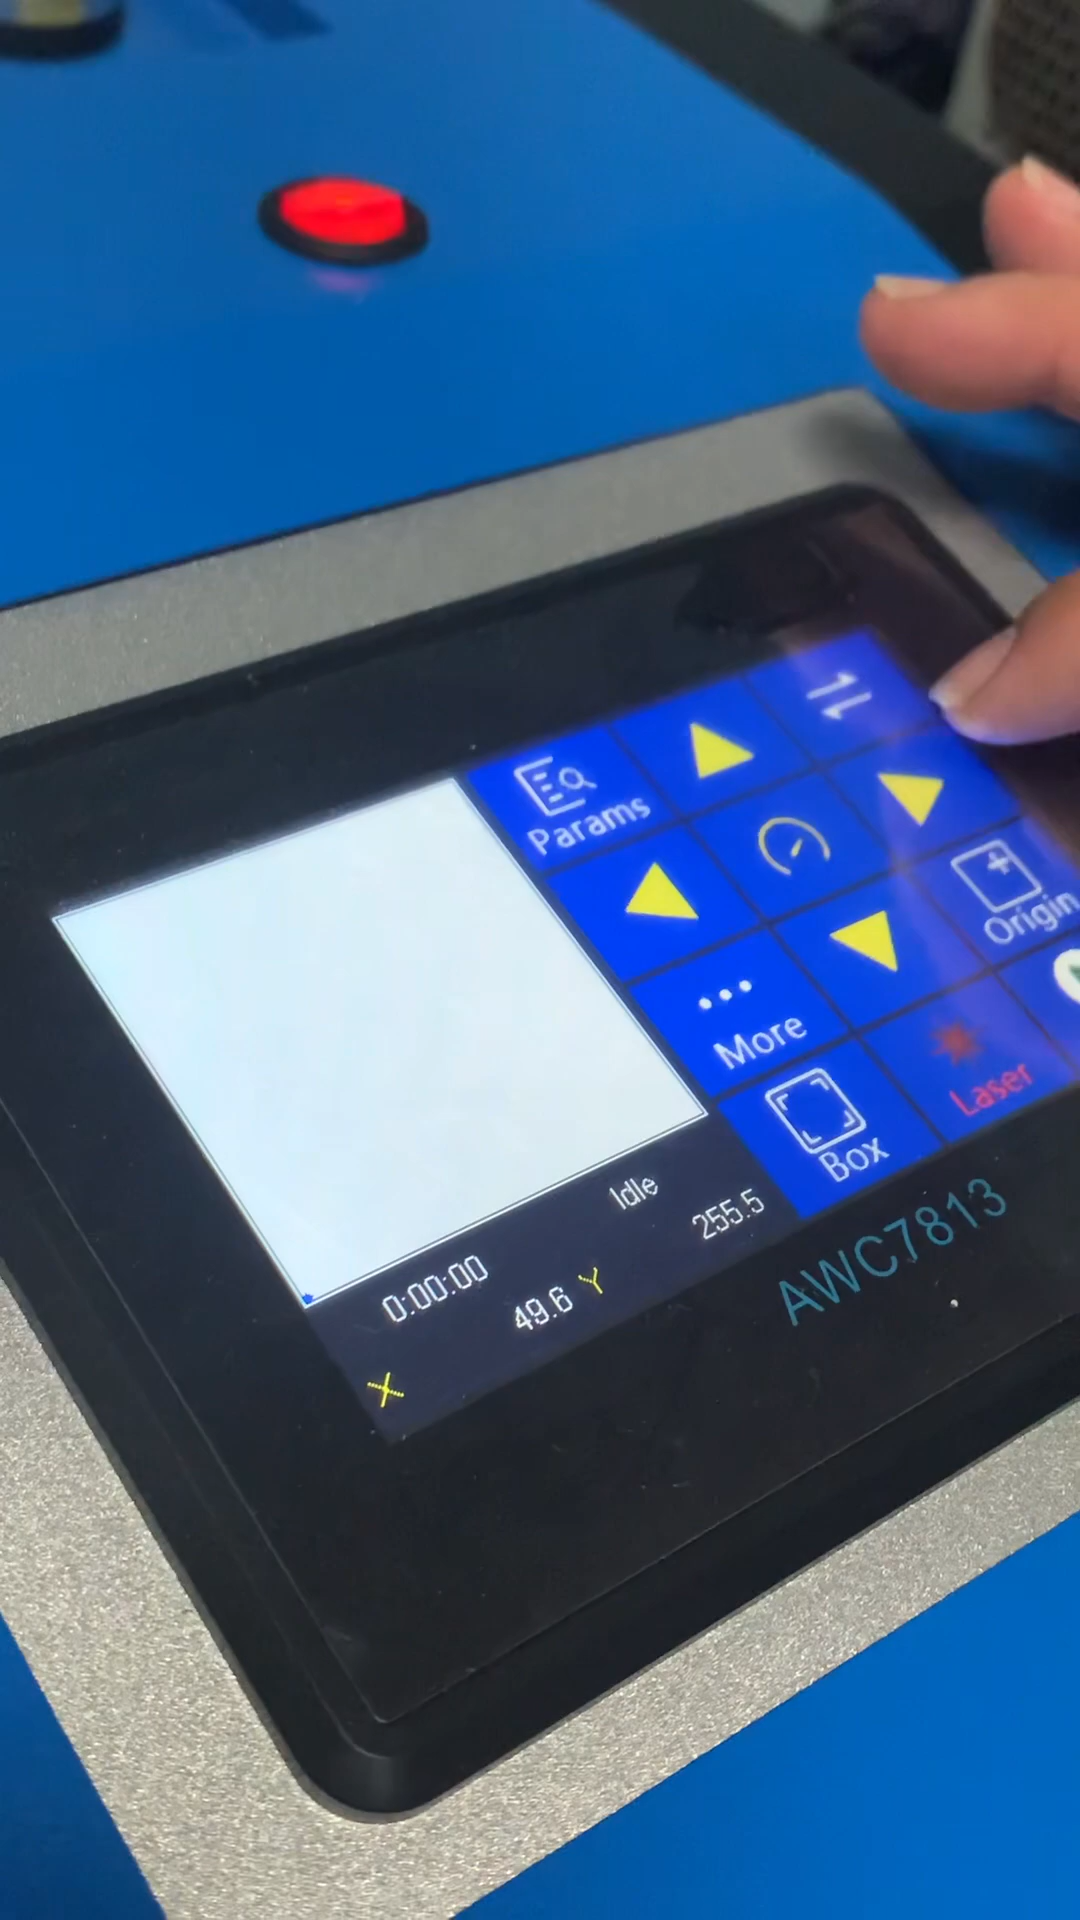 Params
Origin
More
Laser
Box
Idle
0:00:00
255.5
X
49.6 Y
AWC7813